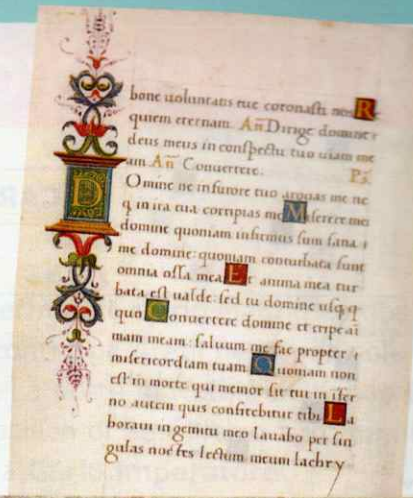 bone uoluntatis tue coronasti nos R
quiem eternam. An̄ Dirige domine
deus meus in conspectu tuo uiam me
am An̄ Conuertere. Ps.
Domine ne in furore tuo arguas me ne
q in ira tua corripias me Miserere mei
domine quoniam infirmus sum sana
me domine: quoniam conturbata sunt
omnia ossa mea Et anima mea tur
bata est ualde: sed tu domine usq q
quo Conuertere domine et eripe ai
mam meam: saluum me fac propter
misericordiam tuam Quoniam non
est in morte qui memor sit tui in ifer
no autem quis confitebitur tibi La
boraui in gemitu meo lauabo per sin
gulas noctes lectum meum lachry